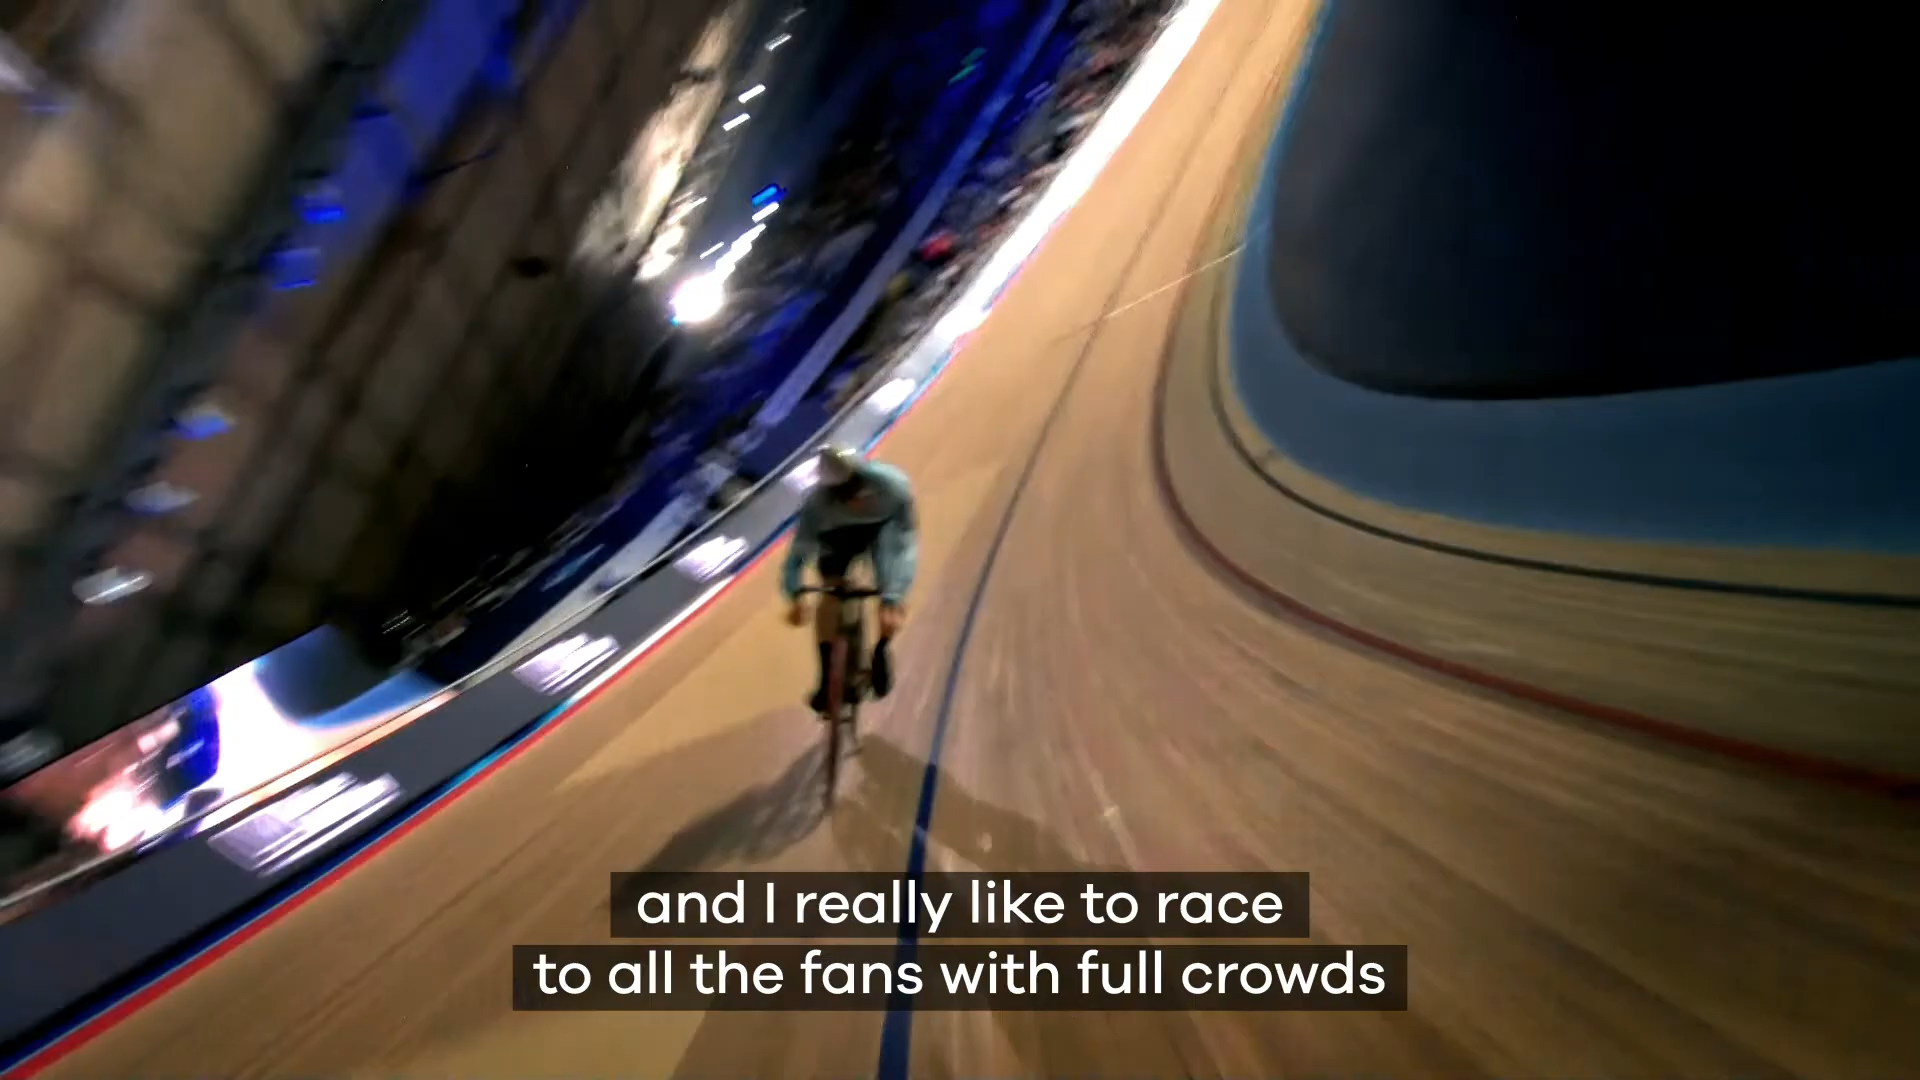 and I really like to race
to all the fans with full crowds